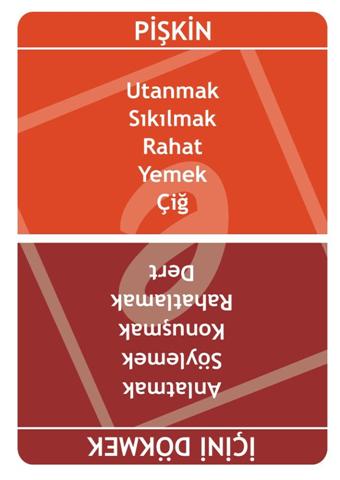 PİŞKİN
Utanmak
Sıkılmak
Rahat
Yemek
Çiğ
İÇİNİ DÖKMEK
Anlatmak
Söylemek
Konuşmak
Rahatlamak
Dert